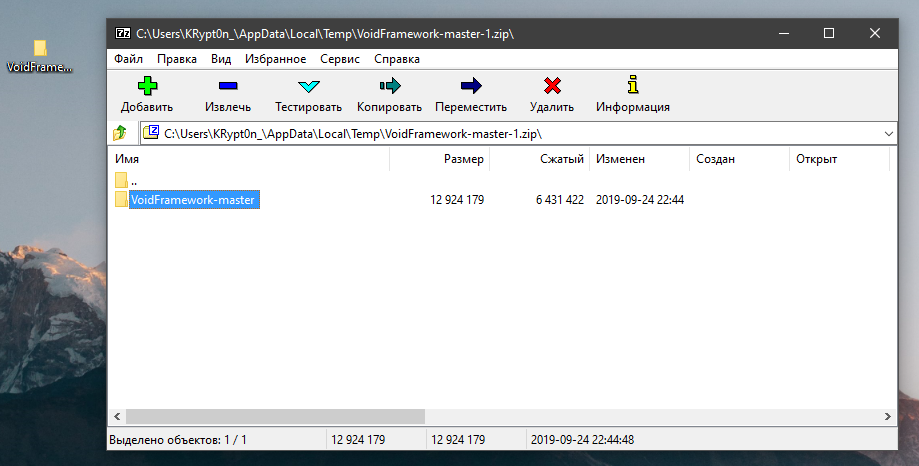 C:\Users\KRypt0n_\AppData\Local\Temp\VoidFramework-master-1.zip\
VoidFrame...
Файл Правка Вид Избранное Сервис Справка
Добавить Извлечь Тестировать Копировать Переместить Удалить Информация
C:\Users\KRypt0n_\AppData\Local\Temp\VoidFramework-master-1.zip\
Имя Размер Сжатый Изменен Создан Открыт
..
VoidFramework-master 12 924 179 6 431 422 2019-09-24 22:44
Выделено объектов: 1 / 1 12 924 179 12 924 179 2019-09-24 22:44:48